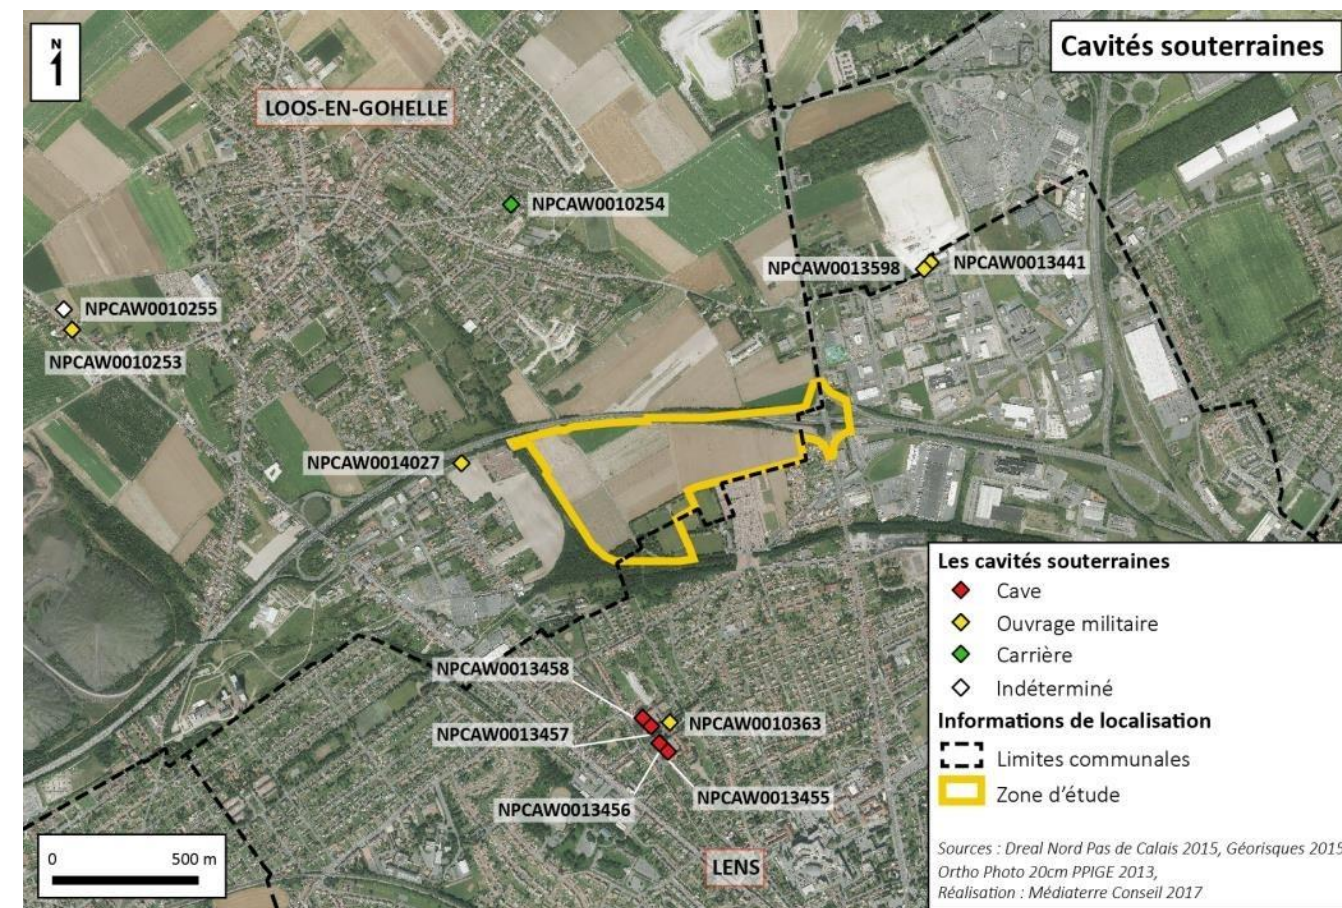 Cavités souterraines
N
LOOS-EN-GOHELLE
NPCAW0010254
NPCAW0013598
NPCAW0013441
NPCAW0010255
NPCAW0010253
NPCAW0014027
NPCAW0013458
NPCAW0010363
NPCAW0013457
NPCAW0013455
NPCAW0013456
LENS
0 500 m
Les cavités souterraines
Cave
Ouvrage militaire
Carrière
Indéterminé
Informations de localisation
Limites communales
Zone d'étude
Sources : Dreal Nord Pas de Calais 2015, Géorisques 2015
Ortho Photo 20cm PPIGE 2013,
Réalisation : Médiaterre Conseil 2017